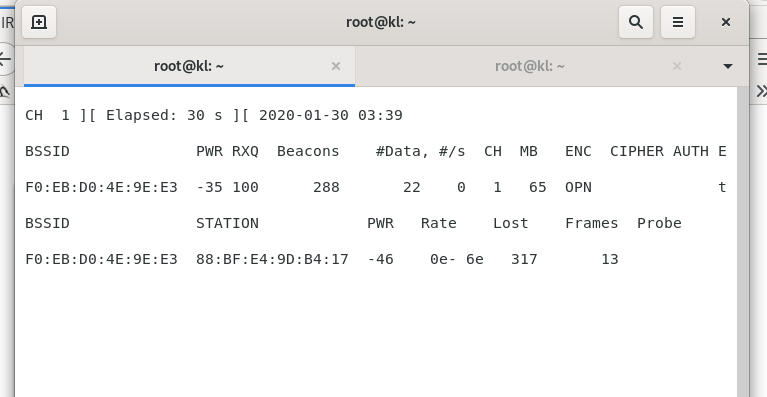 IR
root@kl: ~
root@kl: ~
root@kl: ~
CH 1 ][ Elapsed: 30 s ][ 2020-01-30 03:39
BSSID PWR RXQ Beacons #Data, #/s CH MB ENC CIPHER AUTH E
F0:EB:D0:4E:9E:E3 -35 100 288 22 0 1 65 OPN t
BSSID STATION PWR Rate Lost Frames Probe
F0:EB:D0:4E:9E:E3 88:BF:E4:9D:B4:17 -46 0e- 6e 317 13